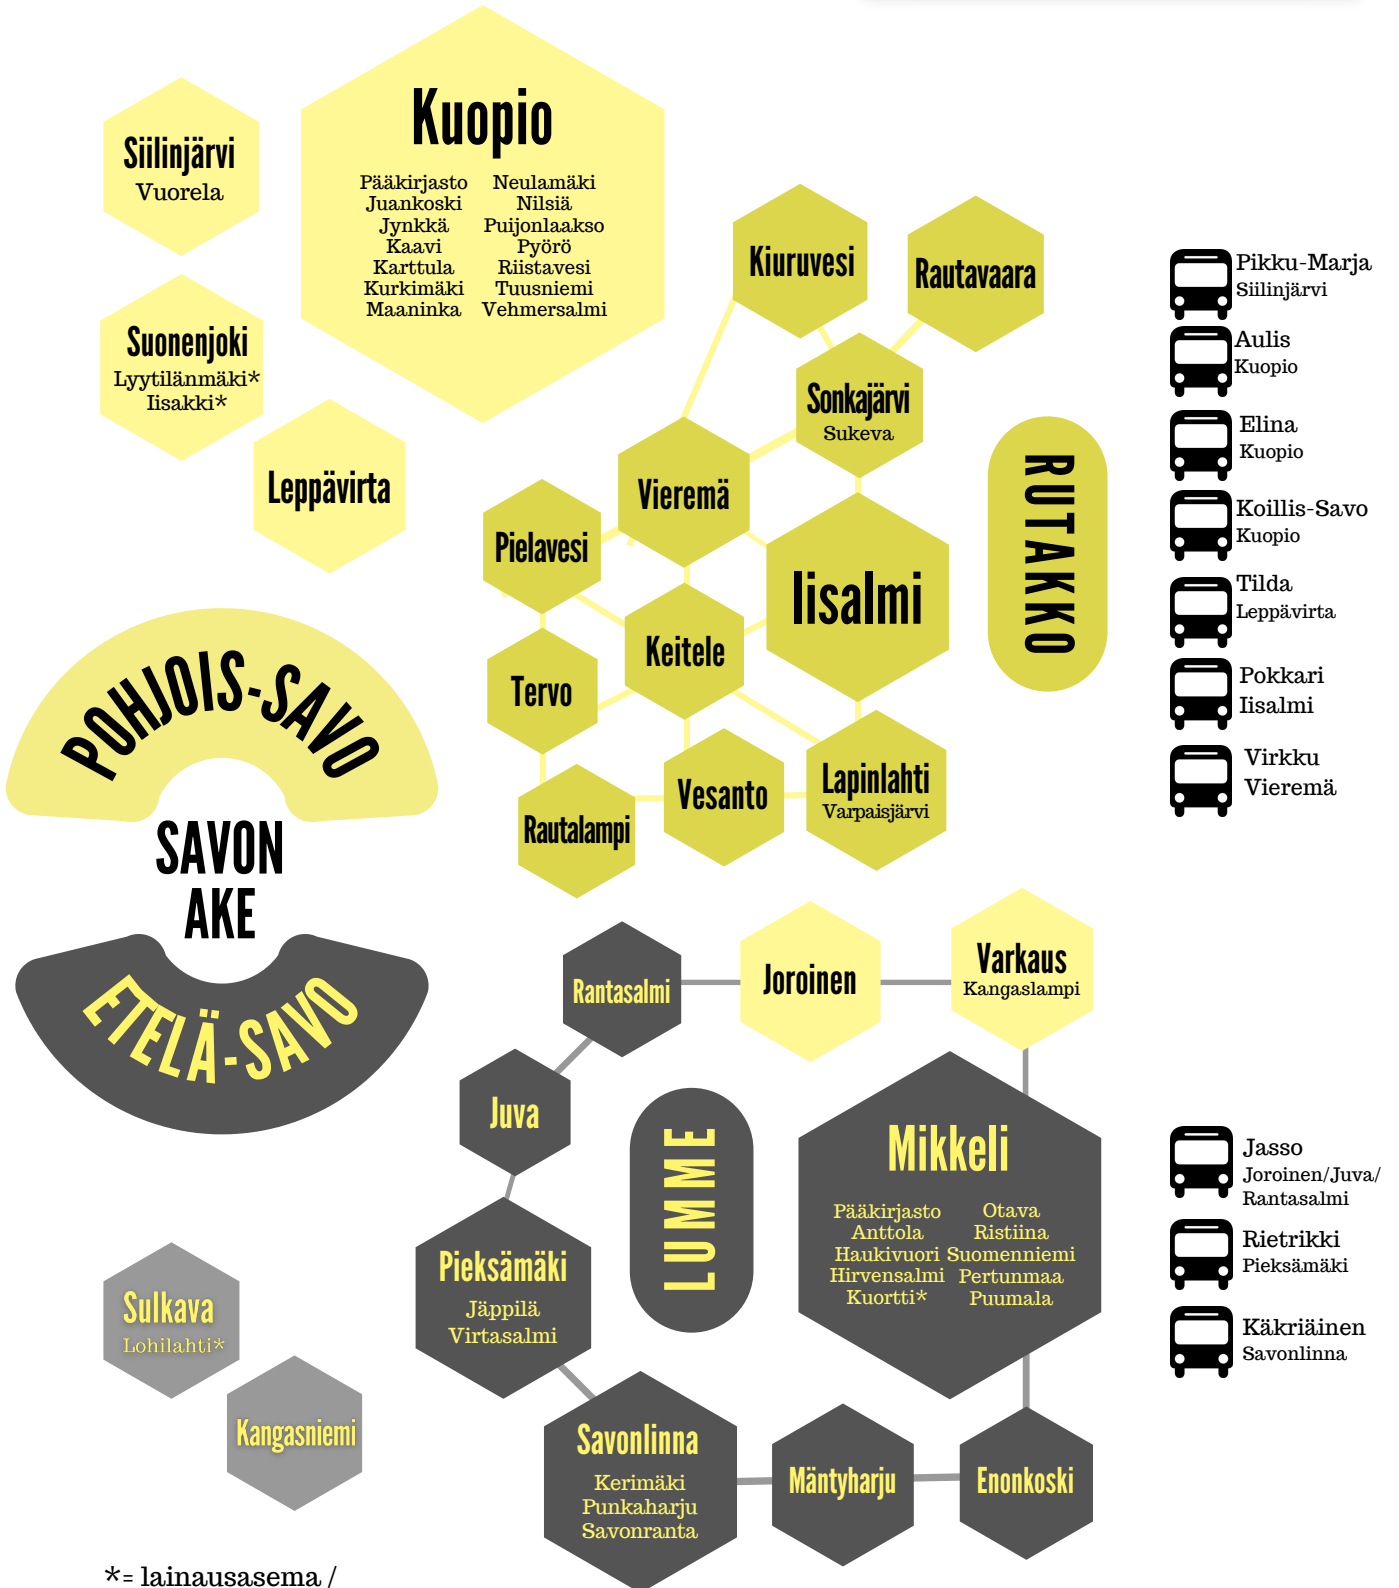 Kuopio
Pääkirjasto
Juankoski
Jynkkä
Kaavi
Karttula
Kurkimäki
Maaninka
Neulamäki
Nilsiä
Puijonlaakso
Pyörö
Riistavesi
Tuusniemi
Vehmersalmi
Siilinjärvi
Vuorela
Suonenjoki
Lyytilänmäki*
Iisakki*
Leppävirta
Kiuruvesi
Rautavaara
Sonkajärvi
Sukeva
Vieremä
Pielavesi
Iisalmi
Keitele
Tervo
Vesanto
Lapinlahti
Varpaisjärvi
Rautalampi
RUTAKKO
Pikku-Marja
Siilinjärvi
Aulis
Kuopio
Elina
Kuopio
Koillis-Savo
Kuopio
Tilda
Leppävirta
Pokkari
Iisalmi
Virkku
Vieremä
POHJOIS-SAVO
SAVON
AKE
ETELÄ-SAVO
Rantasalmi
Joroinen
Varkaus
Kangaslampi
Juva
LUMME
Mikkeli
Pääkirjasto
Anttola
Haukivuori
Hirvensalmi
Kuortti*
Otava
Ristiina
Suomenniemi
Pertunmaa
Puumala
Pieksämäki
Jäppilä
Virtasalmi
Savonlinna
Kerimäki
Punkaharju
Savonranta
Mäntyharju
Enonkoski
Jasso
Joroinen/Juva/
Rantasalmi
Rietrikki
Pieksämäki
Käkriäinen
Savonlinna
Sulkava
Lohilahti*
Kangasniemi
*= lainausasema /